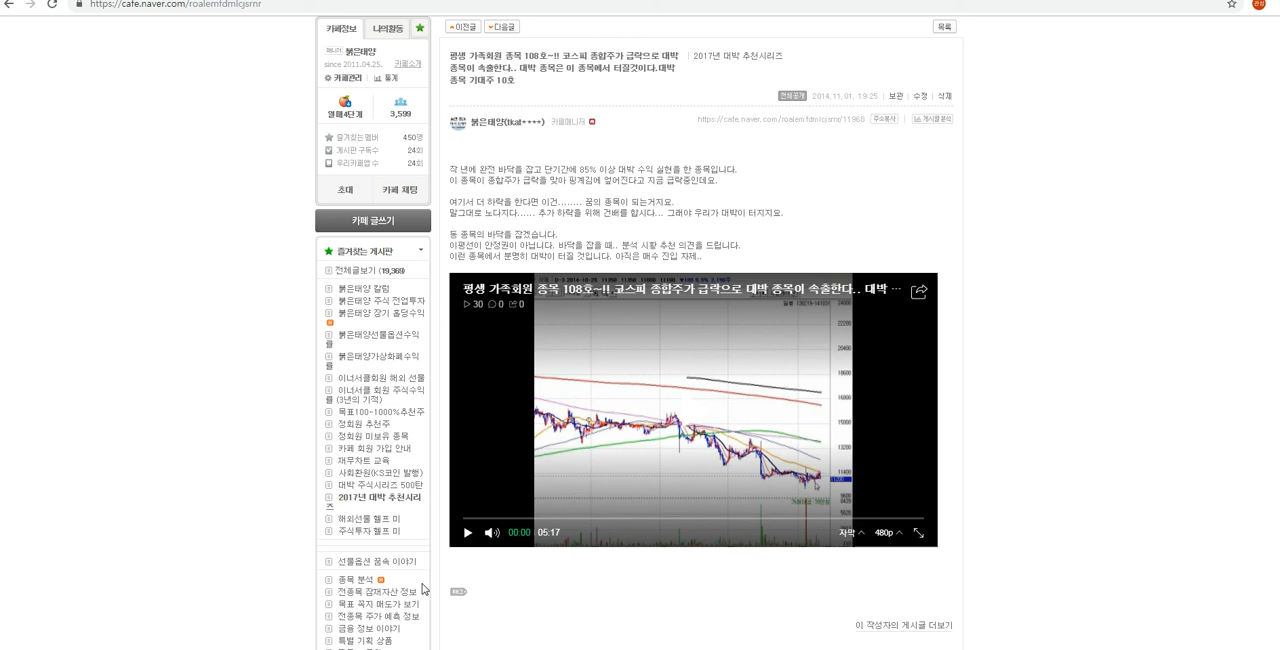 https://cafe.naver.com/roalemfdmlcjsrnr
카페정보
나의활동
매니저 붉은태양
since 2011.04.25.
카페소개
카페관리
통계
열매4단계
3,599
즐겨찾는멤버 450명
게시판구독수 24회
우리카페앱수 24회
초대
카페 채팅
카페 글쓰기
즐겨찾는 게시판
전체글보기 (19,369)
붉은태양 칼럼
붉은태양 주식 전업투자
붉은태양 장기 홀딩수익
붉은태양선물옵션수익
률
붉은태양가상화폐수익
률
이너서클회원 해외 선물
이너서클 회원 주식수익
률 (3년의 기적)
목표100-1000%추천주
정회원 추천주
정회원 미보유 종목
카페 회원 가입 안내
재무차트 교육
사회환원(KS코인 발행)
대박 주식시리즈 500탄
2017년 대박 추천시리
즈
해외선물 헬프 미
주식투자 헬프 미
선물옵션 꿈속 이야기
종목 분석
전종목 잠재자산 정보
목표 꼭지 매도가 보기
전종목 주가 예측 정보
금융 정보 이야기
특별 기획 상품
이전글
다음글
목록
평생 가족회원 종목 108호~!! 코스피 종합주가 급락으로 대박
종목이 속출한다.. 대박 종목은 이 종목에서 터질것이다.대박
종목 기대주 10호
2017년 대박 추천시리즈
전체공개
2014.11.01. 19:25
보관
수정
삭제
붉은태양(tkat****)
카페매니저
https://cafe.naver.com/roalemfdmlcjsrnr/11968
주소복사
게시글분석
작 년에 완전 바닥을 잡고 단기간에 85% 이상 대박 수익 실현을 한 종목입니다.
이 종목이 종합주가 급락을 맞아 핑계김에 엎어진다고 지금 급락중인데요.
여기서 더 하락을 한다면 이건........ 꿈의 종목이 되는거지요.
말그대로 노다지다...... 추가 하락을 위해 건배를 합시다... 그래야 우리가 대박이 터지지요.
동 종목의 바닥을 잡겠습니다.
이평선이 안정권이 아닙니다. 바닥을 잡을 때.. 분석 시황 추천 의견을 드립니다.
이런 종목에서 분명히 대박이 터질 것입니다. 아직은 매수 진입 자제..
평생 가족회원 종목 108호~!! 코스피 종합주가 급락으로 대박 종목이 속출한다.. 대박 ...
30
0
0
24200
22200
19800
16800
15000
13200
11400
9600
00:00
05:17
자막
480p
태그
이 작성자의 게시글 더보기